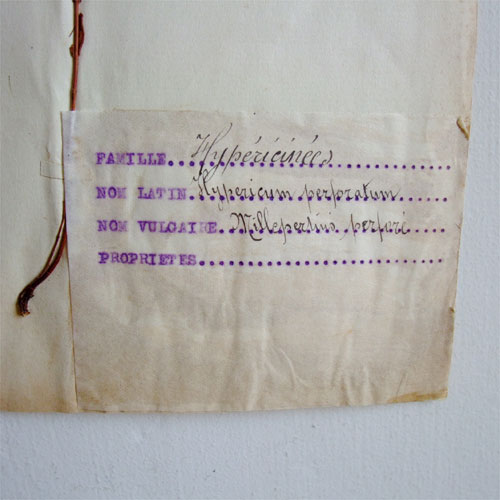 FAMILLE Hypéricinées
NOM LATIN Hypericum perforatum
NOM VULGAIRE Millepertuis perforé
PROPRIETES